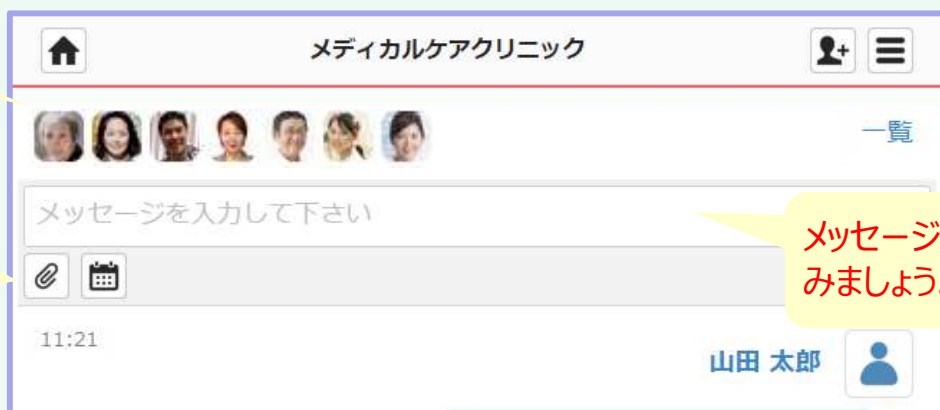 メディカルケアクリニック
一覧
メッセージを入力して下さい
メッセージ
みましょう
11:21
山田 太郎